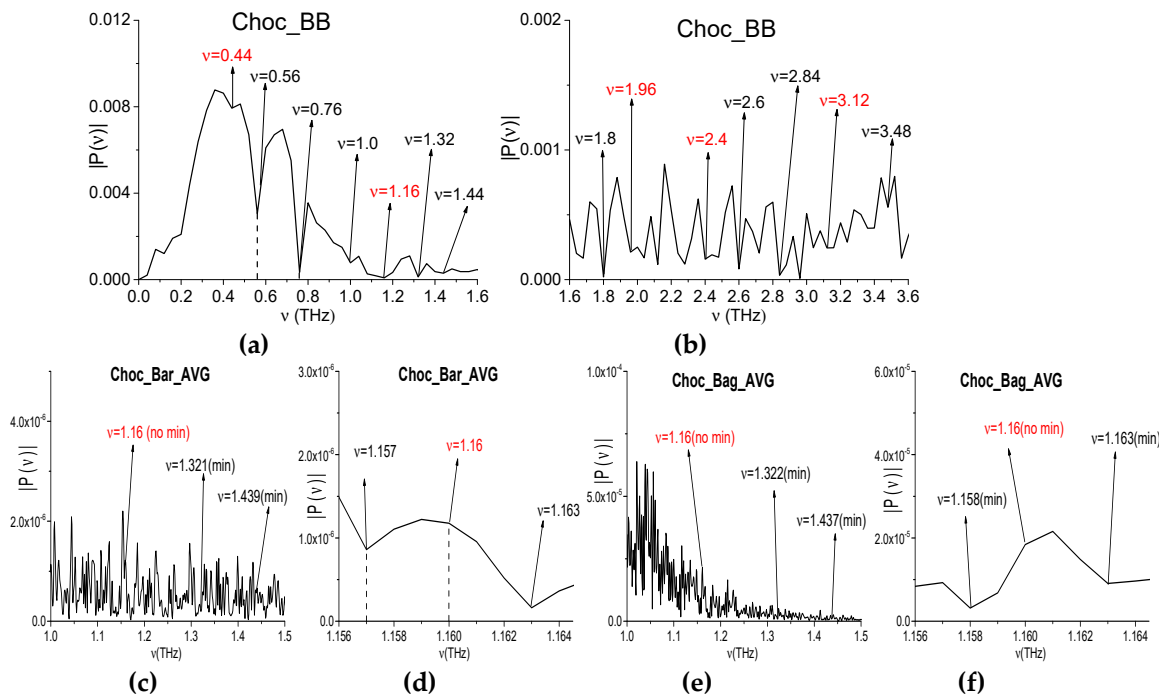 Choc_BB
|P(ν)|
0.012
0.008
0.004
0.000
ν=0.44
ν=0.56
ν=0.76
ν=1.0
ν=1.32
ν=1.16
ν=1.44
0.0 0.2 0.4 0.6 0.8 1.0 1.2 1.4 1.6
ν (THz)
(a)
Choc_BB
|P(ν)|
0.002
0.001
0.000
ν=1.8
ν=1.96
ν=2.4
ν=2.6
ν=2.84
ν=3.12
ν=3.48
1.6 1.8 2.0 2.2 2.4 2.6 2.8 3.0 3.2 3.4 3.6
ν (THz)
(b)
Choc_Bar_AVG
|P(ν)|
4.0x10⁻⁶
2.0x10⁻⁶
0.0
ν=1.16 (no min)
ν=1.321(min)
ν=1.439(min)
1.0 1.1 1.2 1.3 1.4 1.5
ν(THz)
(c)
Choc_Bar_AVG
|P(ν)|
3.0x10⁻⁶
2.0x10⁻⁶
1.0x10⁻⁶
0.0
ν=1.157
ν=1.16
ν=1.163
1.156 1.160 1.164
ν(THz)
(d)
Choc_Bag_AVG
|P(ν)|
1.0x10⁻⁴
5.0x10⁻⁵
0.0
ν=1.16(no min)
ν=1.322(min)
ν=1.437(min)
1.0 1.1 1.2 1.3 1.4 1.5
ν(THz)
(e)
Choc_Bag_AVG
|P(ν)|
6.0x10⁻⁵
4.0x10⁻⁵
2.0x10⁻⁵
0.0
ν=1.16(no min)
ν=1.163(min)
ν=1.158(min)
1.156 1.160 1.164
ν(THz)
(f)